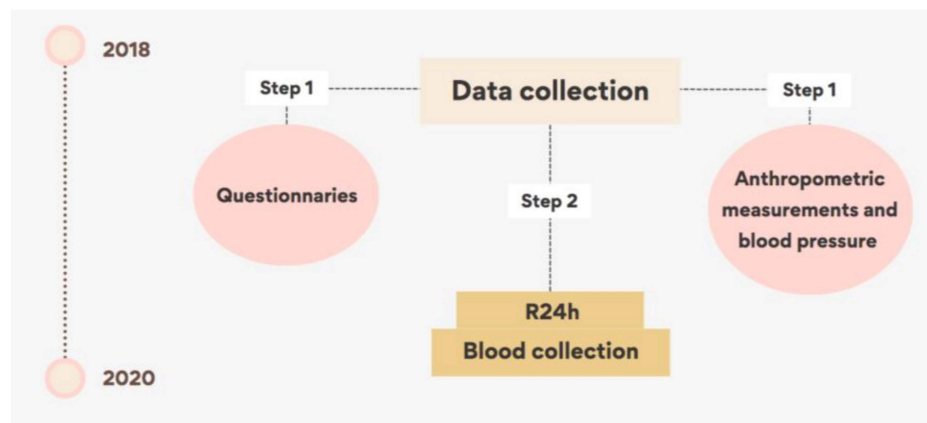 2018
Step 1
Data collection
Step 1
Questionnaries
Anthropometric
measurements and
blood pressure
Step 2
R24h
Blood collection
2020